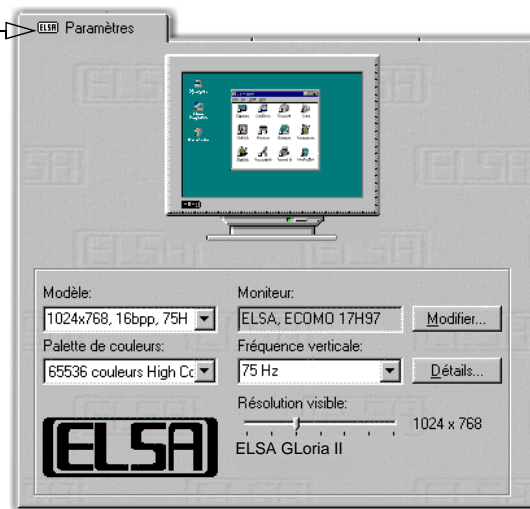 ELSA Paramètres
Modèle:
1024x768, 16bpp, 75H
Moniteur:
ELSA, ECOMO 17H97
Modifier...
Palette de couleurs:
65536 couleurs High Co
Fréquence verticale:
75 Hz
Détails...
Résolution visible:
1024 x 768
ELSA
ELSA GLoria II